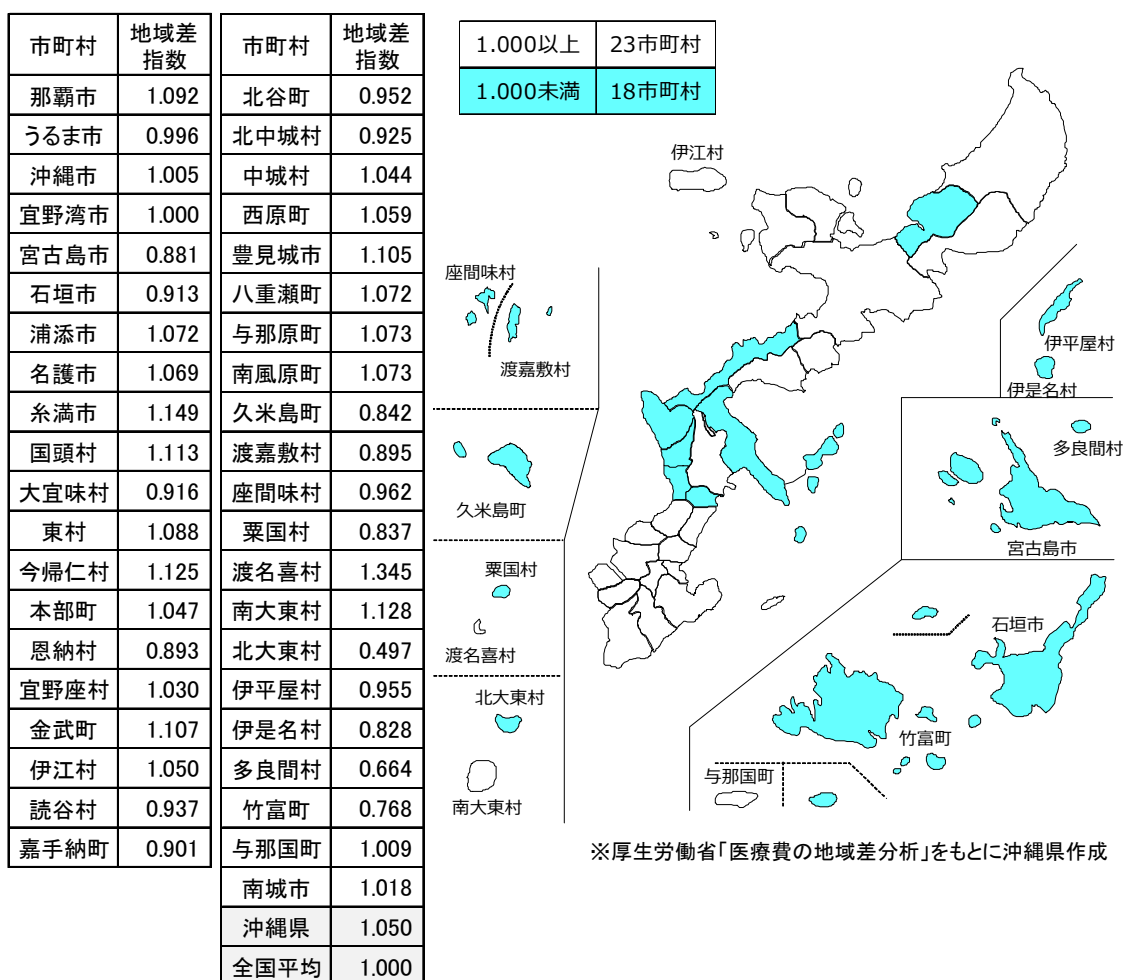 市町村 地域差指数
那覇市 1.092
うるま市 0.996
沖縄市 1.005
宜野湾市 1.000
宮古島市 0.881
石垣市 0.913
浦添市 1.072
名護市 1.069
糸満市 1.149
国頭村 1.113
大宜味村 0.916
東村 1.088
今帰仁村 1.125
本部町 1.047
恩納村 0.893
宜野座村 1.030
金武町 1.107
伊江村 1.050
読谷村 0.937
嘉手納町 0.901
市町村 地域差指数
北谷町 0.952
北中城村 0.925
中城村 1.044
西原町 1.059
豊見城市 1.105
八重瀬町 1.072
与那原町 1.073
南風原町 1.073
久米島町 0.842
渡嘉敷村 0.895
座間味村 0.962
粟国村 0.837
渡名喜村 1.345
南大東村 1.128
北大東村 0.497
伊平屋村 0.955
伊是名村 0.828
多良間村 0.664
竹富町 0.768
与那国町 1.009
南城市 1.018
沖縄県 1.050
全国平均 1.000
1.000以上 23市町村
1.000未満 18市町村
伊江村
座間味村
渡嘉敷村
伊平屋村
伊是名村
多良間村
久米島町
宮古島市
粟国村
渡名喜村
石垣市
北大東村
竹富町
与那国町
南大東村
※厚生労働省「医療費の地域差分析」をもとに沖縄県作成